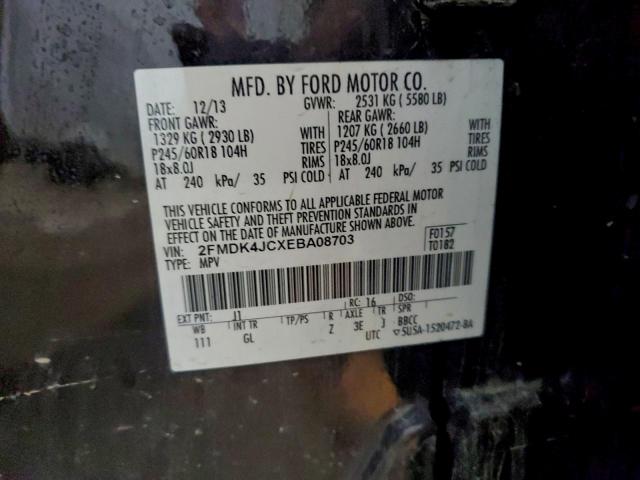 MFD. BY FORD MOTOR CO.
DATE: 12/13 GVWR: 2531 KG ( 5580 LB)
FRONT GAWR: REAR GAWR:
1329 KG ( 2930 LB) WITH 1207 KG ( 2660 LB) WITH
P245/60R18 104H TIRES P245/60R18 104H TIRES
18x8.0J RIMS 18x8.0J RIMS
AT 240 kPa/ 35 PSI COLD AT 240 kPa/ 35 PSI COLD
THIS VEHICLE CONFORMS TO ALL APPLICABLE FEDERAL MOTOR
VEHICLE SAFETY AND THEFT PREVENTION STANDARDS IN
EFFECT ON THE DATE OF MANUFACTURE SHOWN ABOVE.
VIN: 2FMDK4JCXEBA08703 F0157
TYPE: MPV T0182
EXT PNT: J1 RC: 16 DSO:
WB INT TR TP/PS R AXLE TR SPR
111 GL Z 3E J BBCC
UTC ▽5U5A-1520472-BA